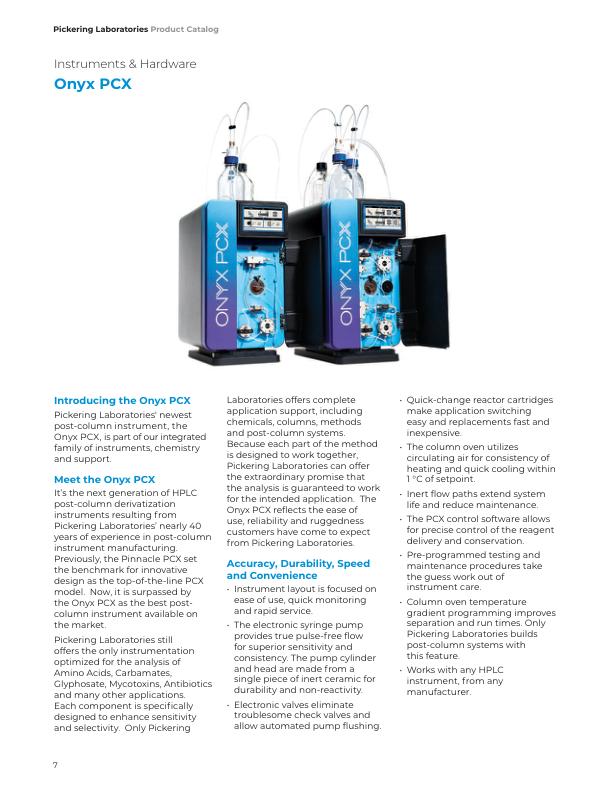 Pickering Laboratories Product Catalog
Instruments & Hardware
Onyx PCX
ONYX PCX
ONYX PCX
Introducing the Onyx PCX
Pickering Laboratories' newest
post-column instrument, the
Onyx PCX, is part of our integrated
family of instruments, chemistry
and support.
Meet the Onyx PCX
It's the next generation of HPLC
post-column derivatization
instruments resulting from
Pickering Laboratories' nearly 40
years of experience in post-column
instrument manufacturing.
Previously, the Pinnacle PCX set
the benchmark for innovative
design as the top-of-the-line PCX
model.  Now, it is surpassed by
the Onyx PCX as the best post-
column instrument available on
the market.
Pickering Laboratories still
offers the only instrumentation
optimized for the analysis of
Amino Acids, Carbamates,
Glyphosate, Mycotoxins, Antibiotics
and many other applications.
Each component is specifically
designed to enhance sensitivity
and selectivity.  Only Pickering
Laboratories offers complete
application support, including
chemicals, columns, methods
and post-column systems.
Because each part of the method
is designed to work together,
Pickering Laboratories can offer
the extraordinary promise that
the analysis is guaranteed to work
for the intended application.  The
Onyx PCX reflects the ease of
use, reliability and ruggedness
customers have come to expect
from Pickering Laboratories.
Accuracy, Durability, Speed
and Convenience
• Instrument layout is focused on
ease of use, quick monitoring
and rapid service.
• The electronic syringe pump
provides true pulse-free flow
for superior sensitivity and
consistency. The pump cylinder
and head are made from a
single piece of inert ceramic for
durability and non-reactivity.
• Electronic valves eliminate
troublesome check valves and
allow automated pump flushing.
• Quick-change reactor cartridges
make application switching
easy and replacements fast and
inexpensive.
• The column oven utilizes
circulating air for consistency of
heating and quick cooling within
1 °C of setpoint.
• Inert flow paths extend system
life and reduce maintenance.
• The PCX control software allows
for precise control of the reagent
delivery and conservation.
• Pre-programmed testing and
maintenance procedures take
the guess work out of
instrument care.
• Column oven temperature
gradient programming improves
separation and run times. Only
Pickering Laboratories builds
post-column systems with
this feature.
• Works with any HPLC
instrument, from any
manufacturer.
7